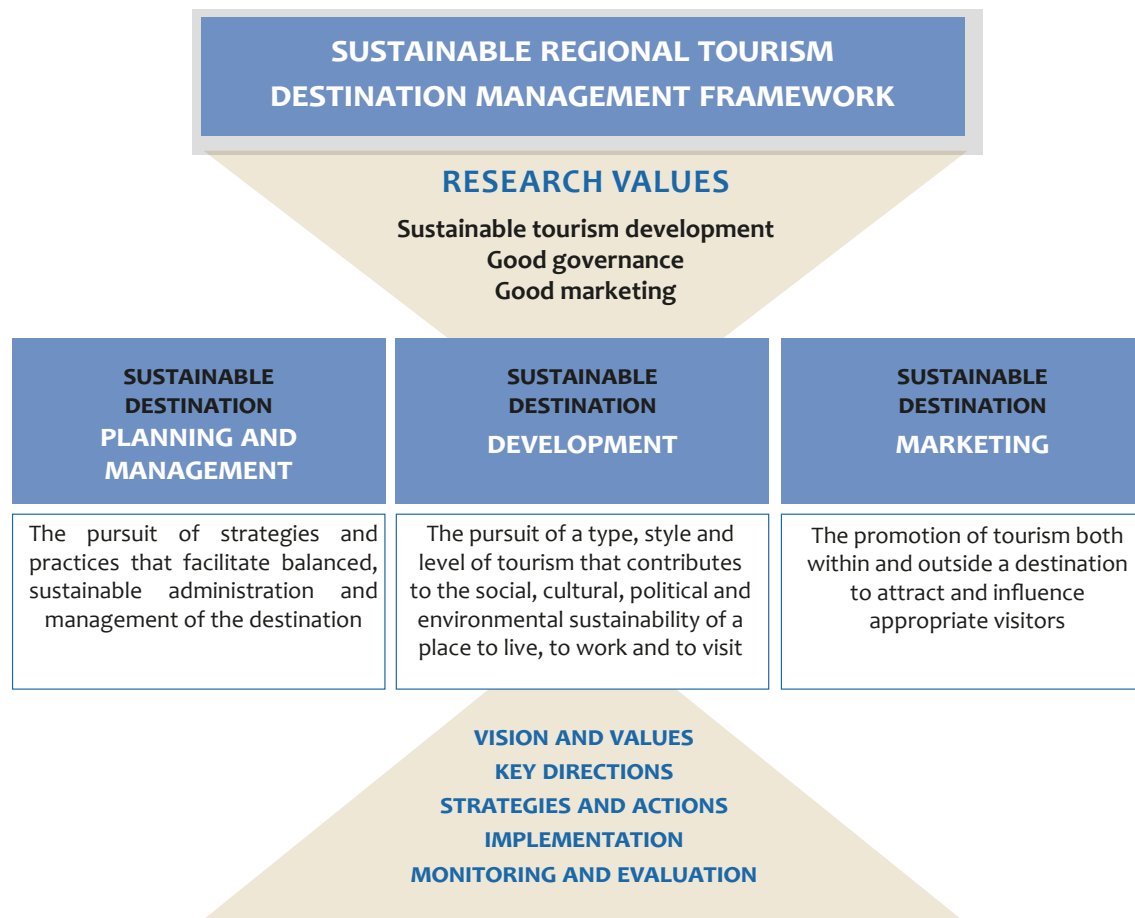 SUSTAINABLE REGIONAL TOURISM
DESTINATION MANAGEMENT FRAMEWORK
RESEARCH VALUES
Sustainable tourism development
Good governance
Good marketing
SUSTAINABLE
DESTINATION
PLANNING AND
MANAGEMENT
The pursuit of strategies and
practices that facilitate balanced,
sustainable administration and
management of the destination
SUSTAINABLE
DESTINATION
DEVELOPMENT
The pursuit of a type, style and
level of tourism that contributes
to the social, cultural, political and
environmental sustainability of a
place to live, to work and to visit
SUSTAINABLE
DESTINATION
MARKETING
The promotion of tourism both
within and outside a destination
to attract and influence
appropriate visitors
VISION AND VALUES
KEY DIRECTIONS
STRATEGIES AND ACTIONS
IMPLEMENTATION
MONITORING AND EVALUATION